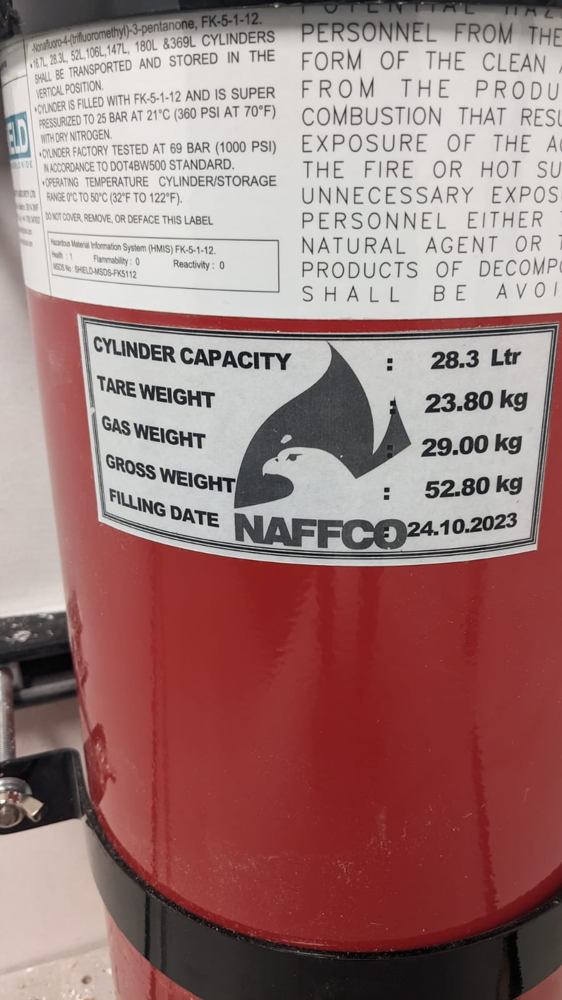 -Nonafluoro-4-(trifluoromethyl)-3-pentanone, FK-5-1-12.
•16.7L, 28.3L, 52L,106L,147L, 180L &369L CYLINDERS
SHALL BE TRANSPORTED AND STORED IN THE
VERTICAL POSITION.
•CYLINDER IS FILLED WITH FK-5-1-12 AND IS SUPER
PRESSURIZED TO 25 BAR AT 21°C (360 PSI AT 70°F)
WITH DRY NITROGEN.
•CYLINDER FACTORY TESTED AT 69 BAR (1000 PSI)
IN ACCORDANCE TO DOT4BW500 STANDARD.
•OPERATING TEMPERATURE CYLINDER/STORAGE
RANGE 0°C TO 50°C (32°F TO 122°F).
DO NOT COVER, REMOVE, OR DEFACE THIS LABEL
Hazardous Material Information System (HMIS) FK-5-1-12.
Health : 1 Flammability : 0 Reactivity : 0
MSDS No : SHIELD-MSDS-FK5112
ELD
POTENTIAL HAZ
PERSONNEL FROM THE
FORM OF THE CLEAN
FROM THE PRODU
COMBUSTION THAT RESU
EXPOSURE OF THE AG
THE FIRE OR HOT SU
UNNECESSARY EXPOS
PERSONNEL EITHER
NATURAL AGENT OR T
PRODUCTS OF DECOMPO
SHALL BE AVOI
CYLINDER CAPACITY : 28.3 Ltr
TARE WEIGHT : 23.80 kg
GAS WEIGHT : 29.00 kg
GROSS WEIGHT : 52.80 kg
FILLING DATE : 24.10.2023
NAFFCO